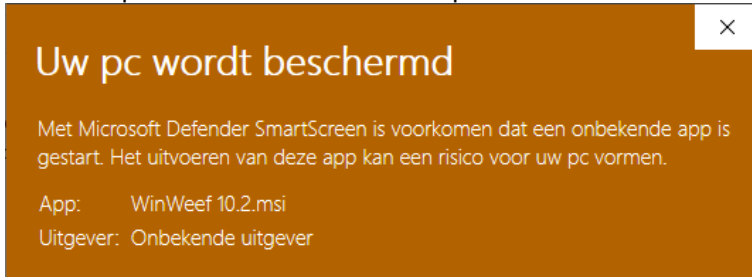 Uw pc wordt beschermd
Met Microsoft Defender SmartScreen is voorkomen dat een onbekende app is
gestart. Het uitvoeren van deze app kan een risico voor uw pc vormen.
App: WinWeef 10.2.msi
Uitgever: Onbekende uitgever